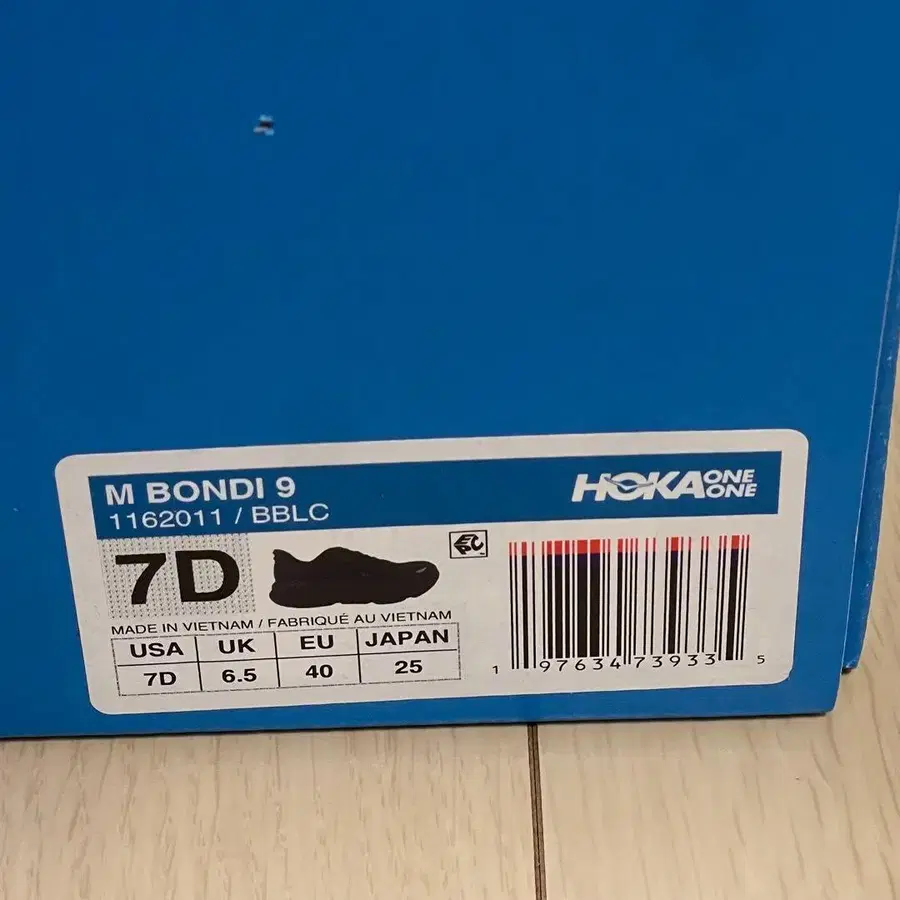 M BONDI 9
1162011 / BBLC
HOKA ONE ONE
7D
MADE IN VIETNAM / FABRIQUÉ AU VIETNAM
USA UK EU JAPAN
7D 6.5 40 25
1 97634 73933 5